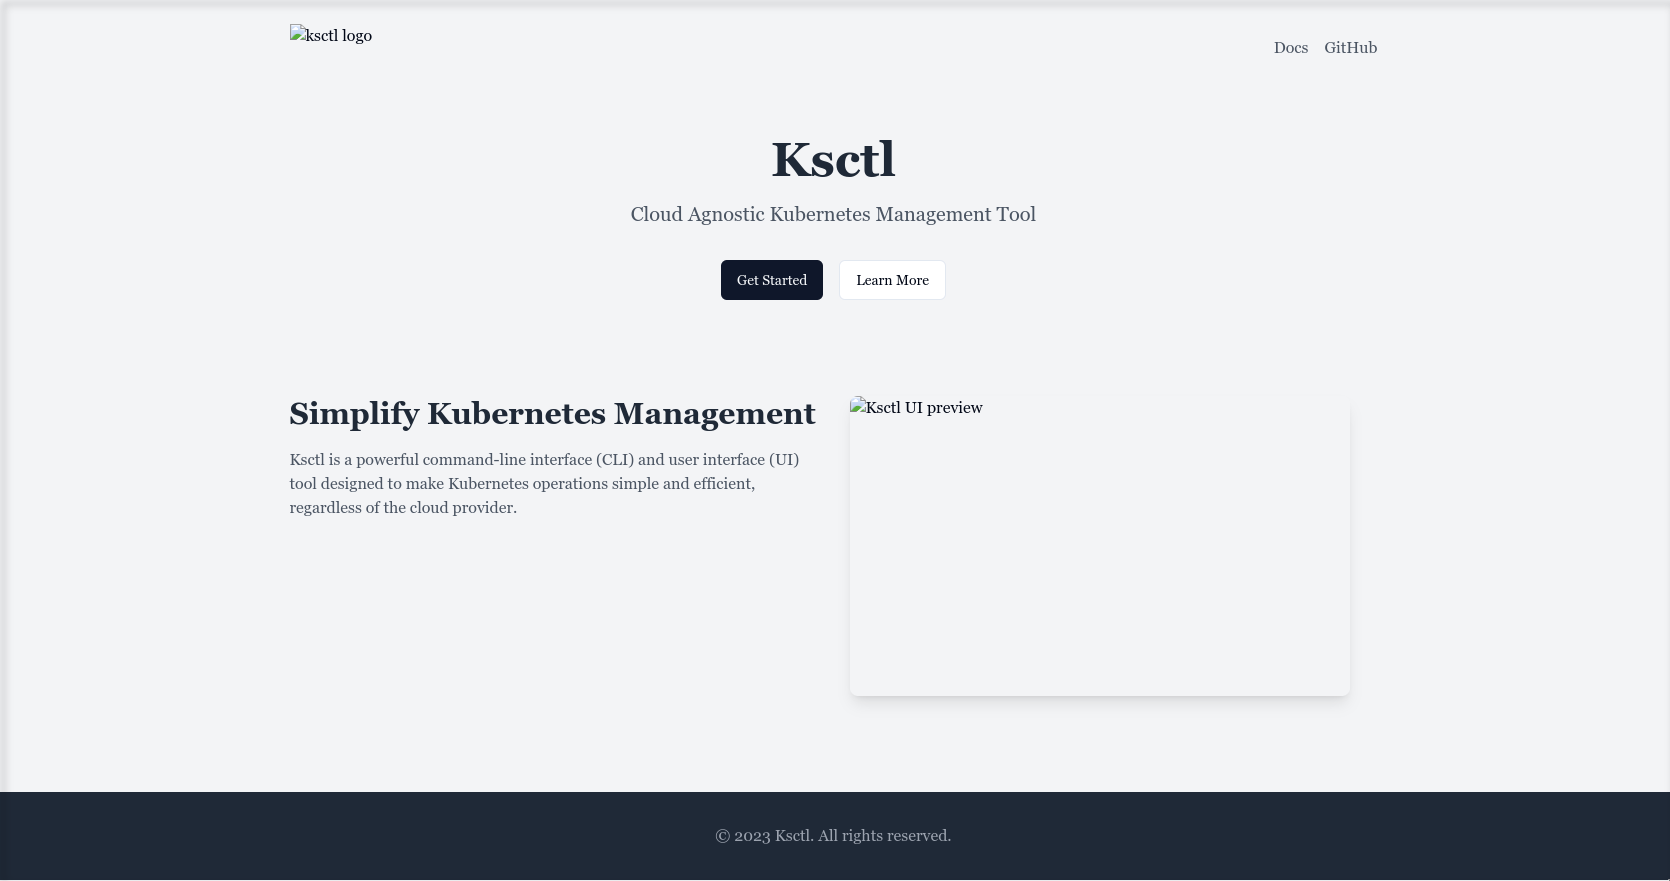 ksctl logo
Docs GitHub
Ksctl
Cloud Agnostic Kubernetes Management Tool
Get Started
Learn More
Simplify Kubernetes Management
Ksctl is a powerful command-line interface (CLI) and user interface (UI)
tool designed to make Kubernetes operations simple and efficient,
regardless of the cloud provider.
Ksctl UI preview
© 2023 Ksctl. All rights reserved.